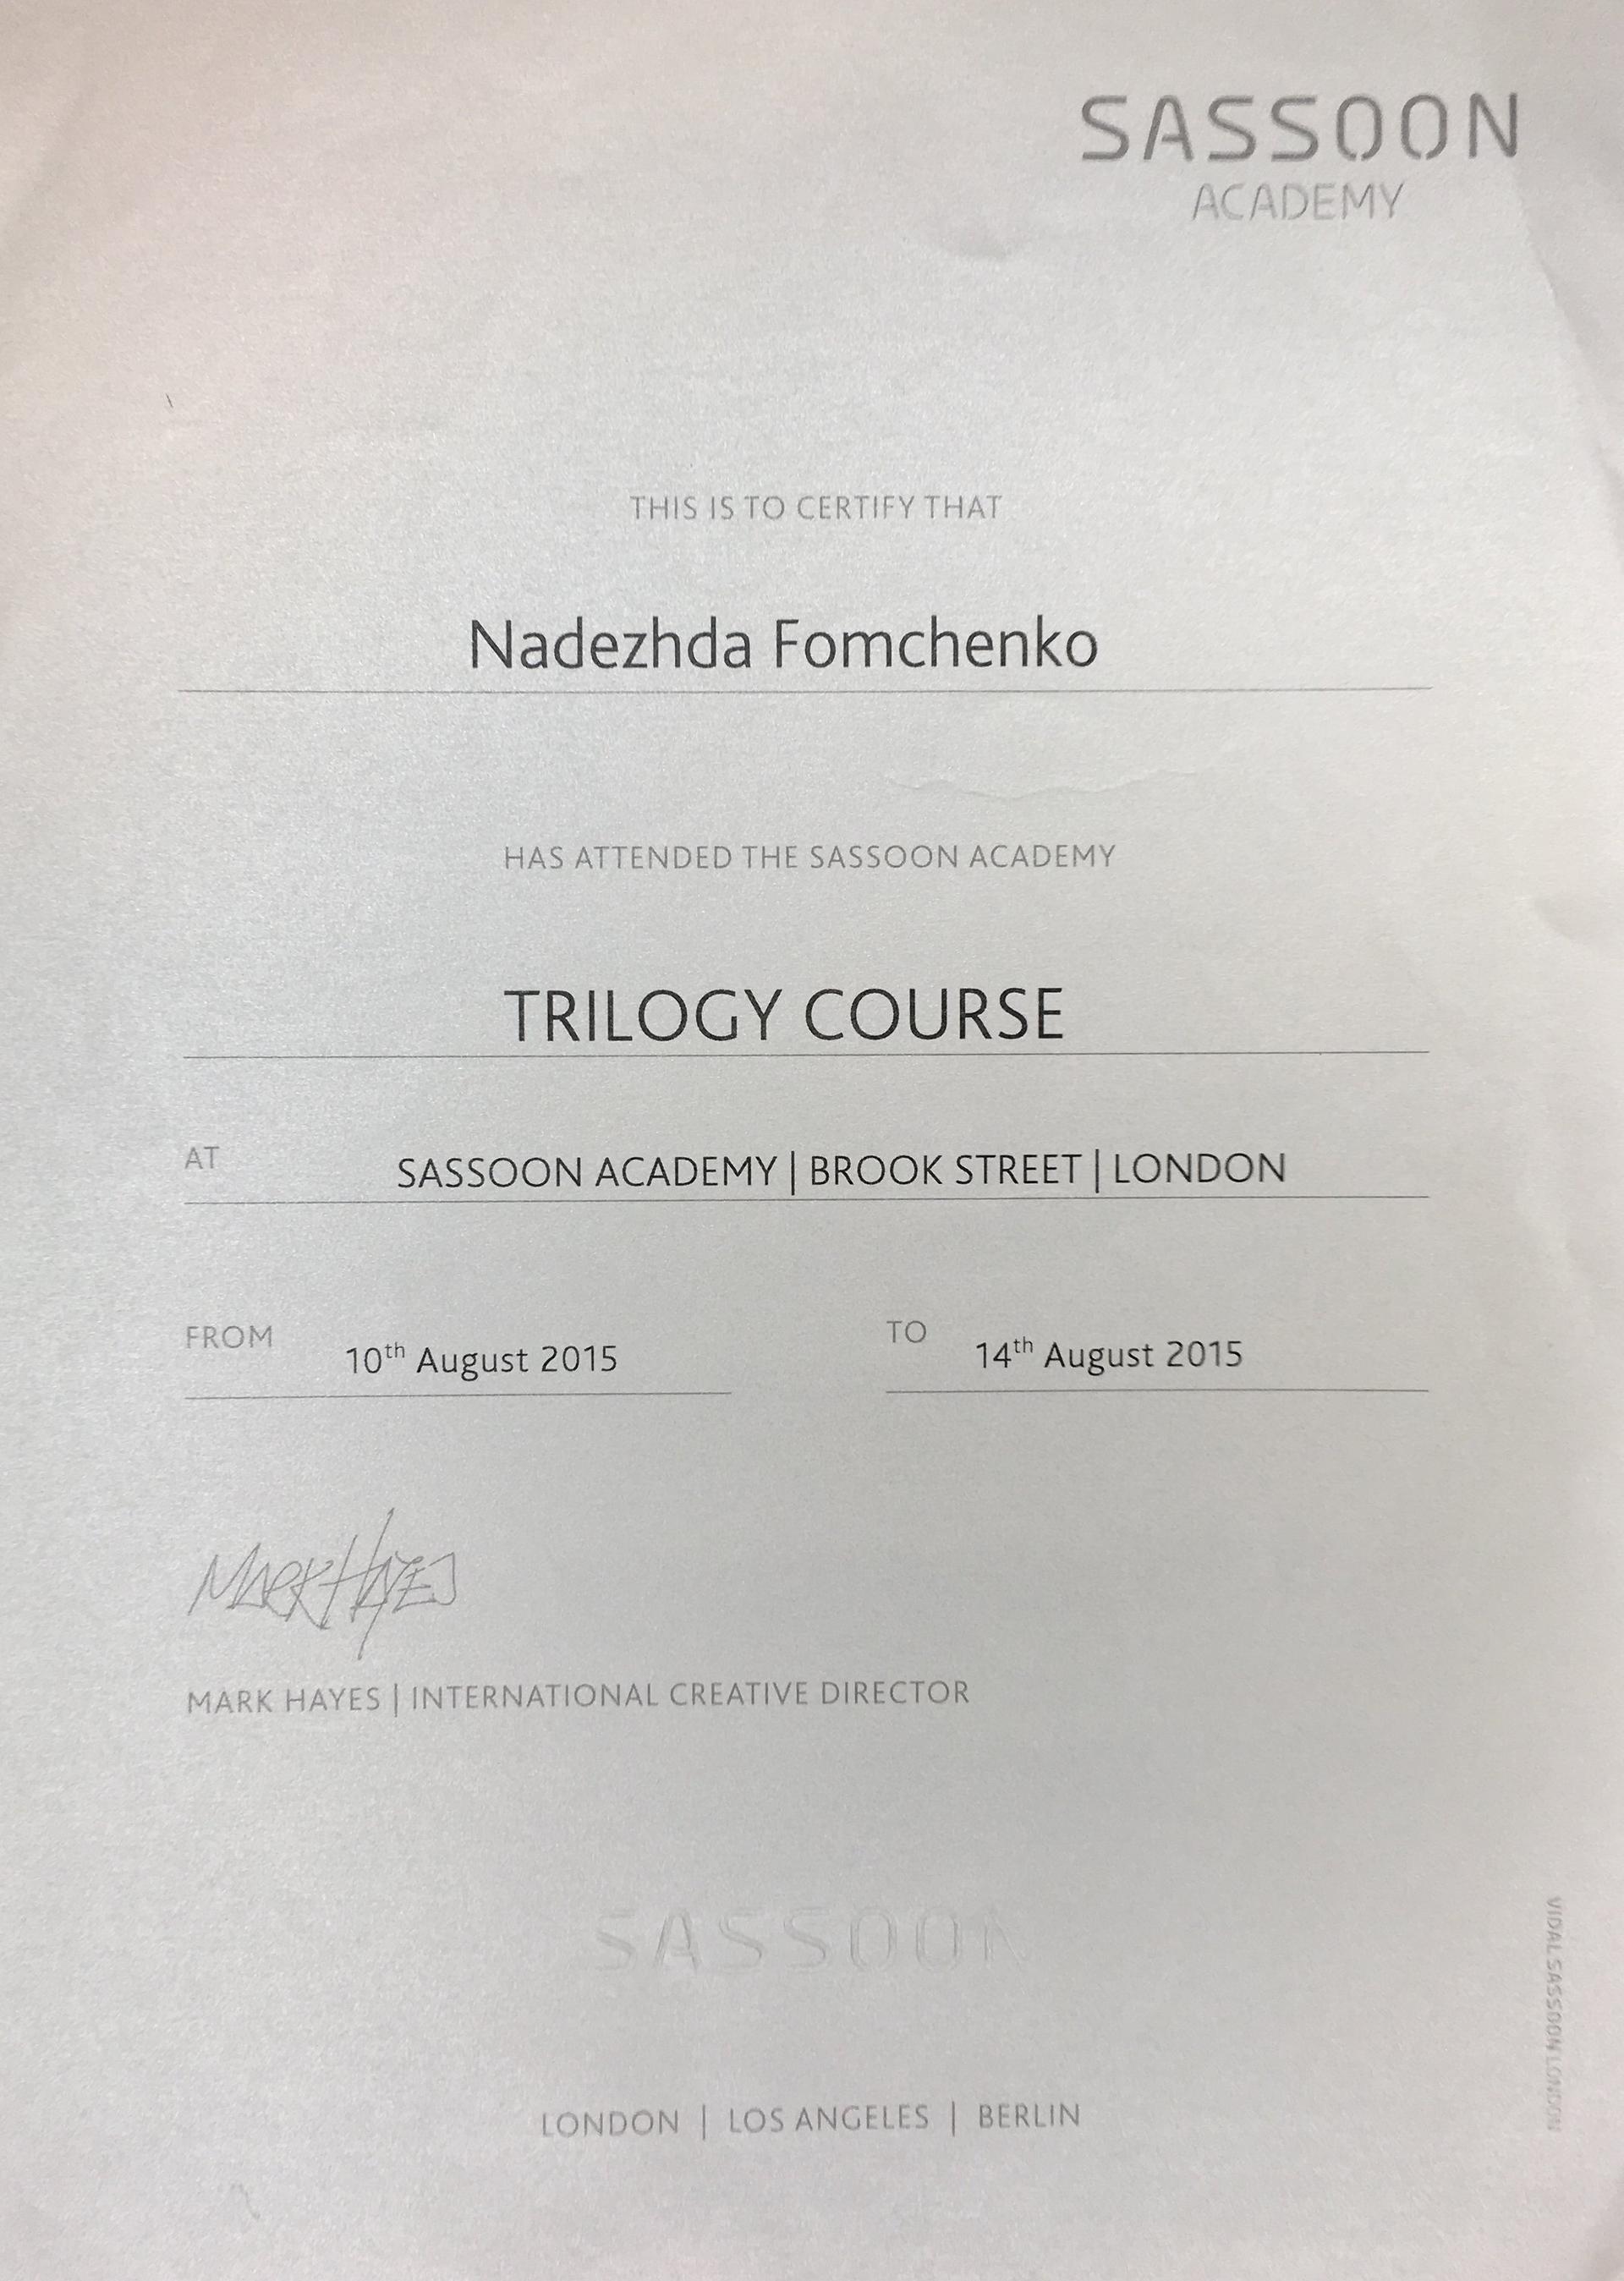 SASSOON
ACADEMY
THIS IS TO CERTIFY THAT
Nadezhda Fomchenko
HAS ATTENDED THE SASSOON ACADEMY
TRILOGY COURSE
AT SASSOON ACADEMY | BROOK STREET | LONDON
FROM 10th August 2015 TO 14th August 2015
MARK HAYES
MARK HAYES | INTERNATIONAL CREATIVE DIRECTOR
SASSOON
LONDON | LOS ANGELES | BERLIN
VIDAL SASSOON LONDON